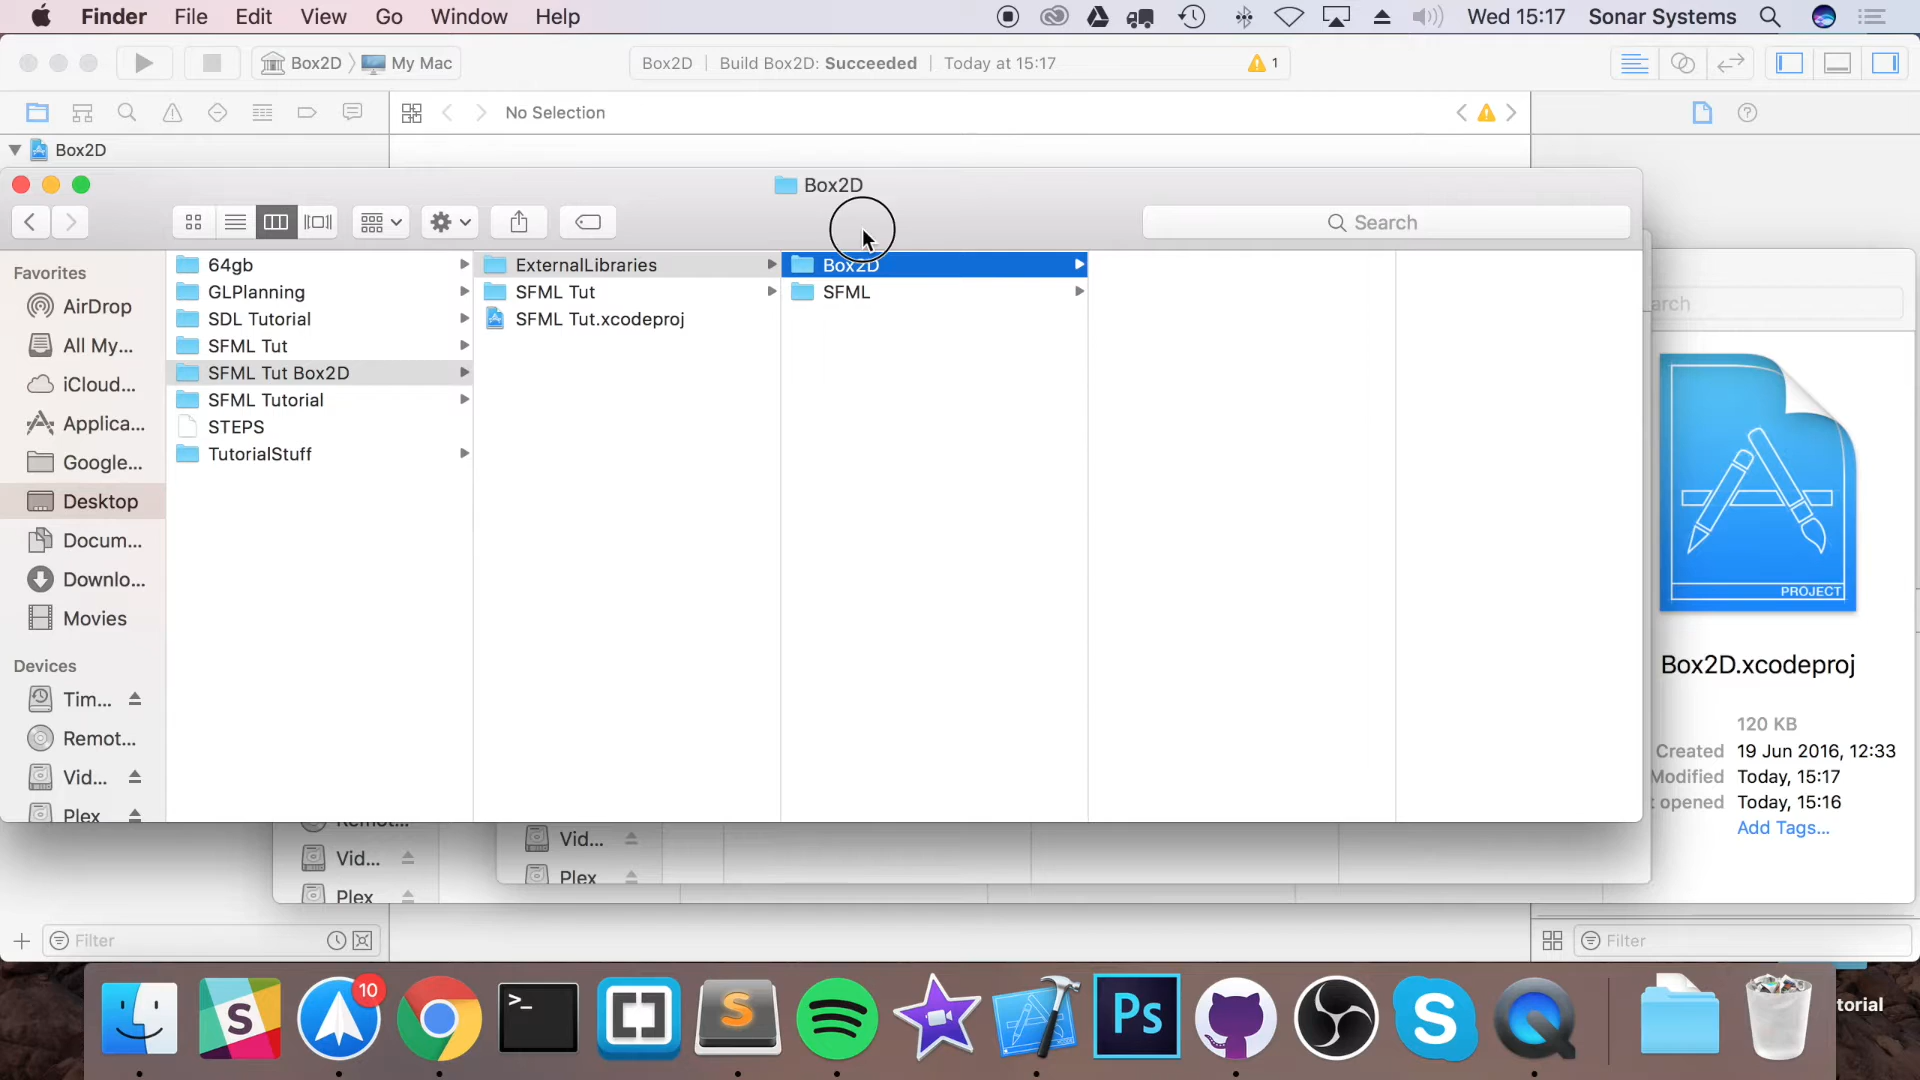 Finder File Edit View Go Window Help Wed 15:17 Sonar Systems
Box2D My Mac Box2D Build Box2D: Succeeded Today at 15:17 1
No Selection
Box2D
Box2D
Search
Favorites
AirDrop
All My...
iCloud...
Applica...
Google...
Desktop
Docum...
Downlo...
Movies
Devices
Tim...
Remot...
Vid...
Plex
64gb
GLPlanning
SDL Tutorial
SFML Tut
SFML Tut Box2D
SFML Tutorial
STEPS
TutorialStuff
ExternalLibraries
SFML Tut
SFML Tut.xcodeproj
Box2D
SFML
PROJECT
Box2D.xcodeproj
120 KB
Created 19 Jun 2016, 12:33
Modified Today, 15:17
opened Today, 15:16
Add Tags...
Vid...
Plex
Vid...
Plex
Filter
Filter
10
S
>_
S
Ps
S
torial